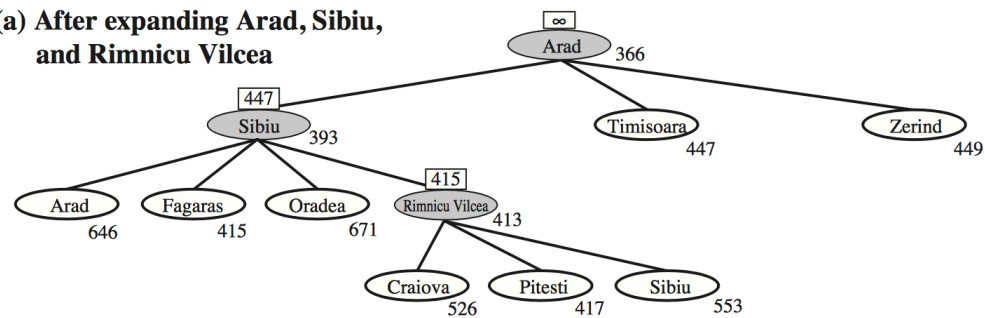 (a) After expanding Arad, Sibiu,
and Rimnicu Vilcea
∞
Arad
366
447
Sibiu
393
Timisoara
447
Zerind
449
Arad
646
Fagaras
415
Oradea
671
415
Rimnicu Vilcea
413
Craiova
526
Pitesti
417
Sibiu
553